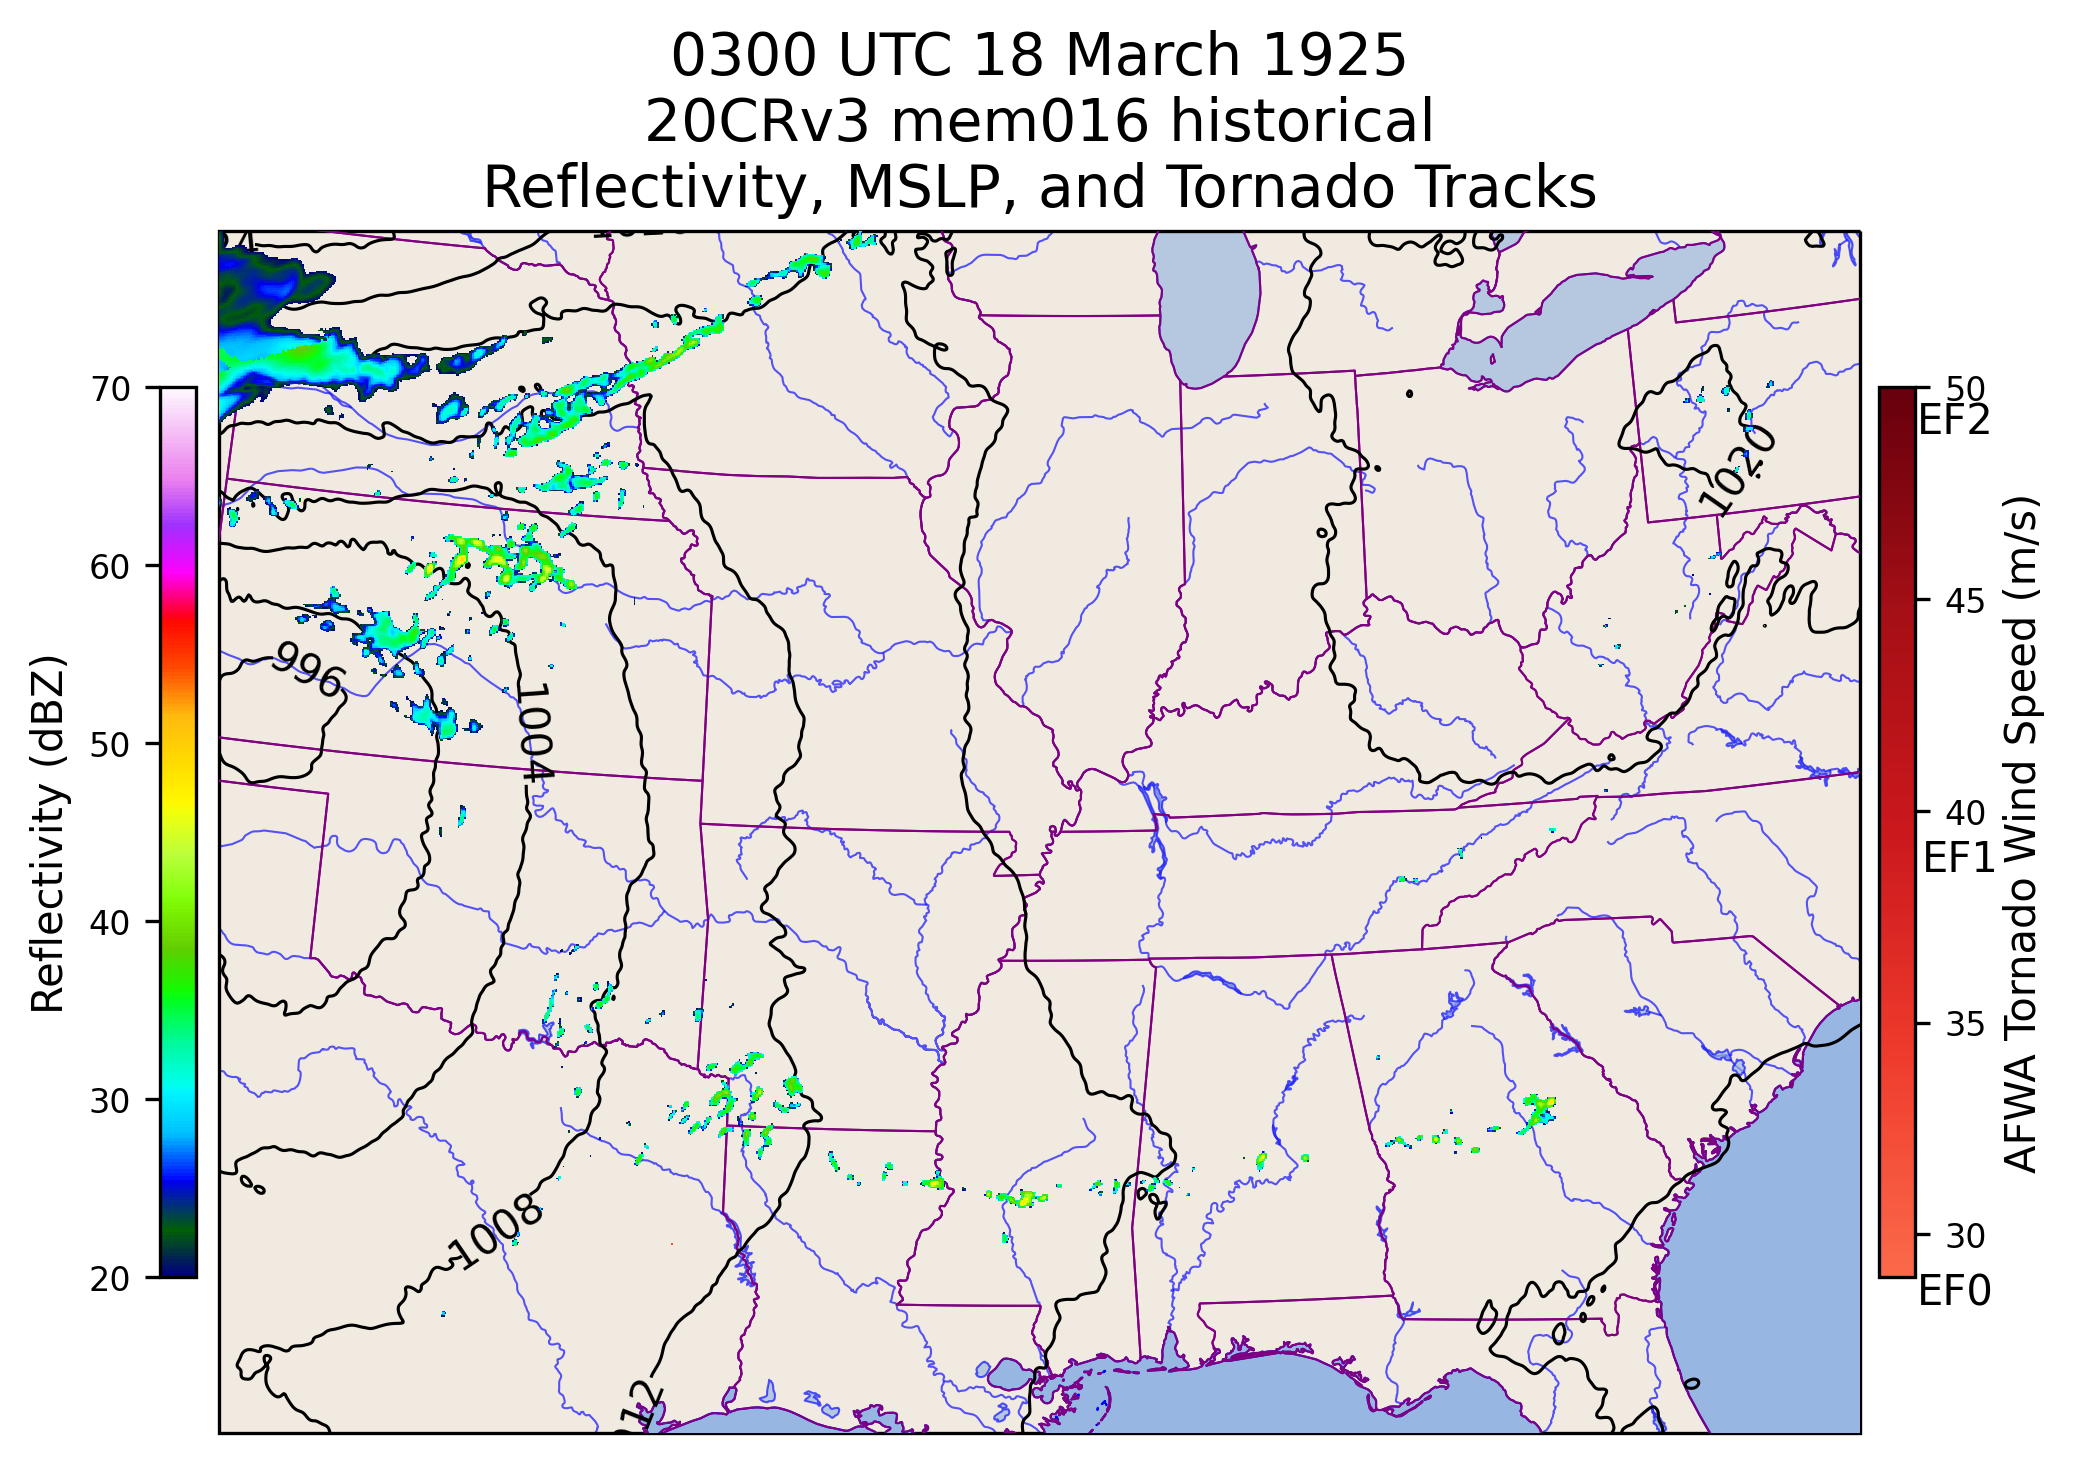 0300 UTC 18 March 1925
20CRv3 mem016 historical
Reflectivity, MSLP, and Tornado Tracks
70
60
50
40
30
20
Reflectivity (dBZ)
996
1004
1008
1020
50
EF2
45
40
EF1
35
30
EF0
AFWA Tornado Wind Speed (m/s)